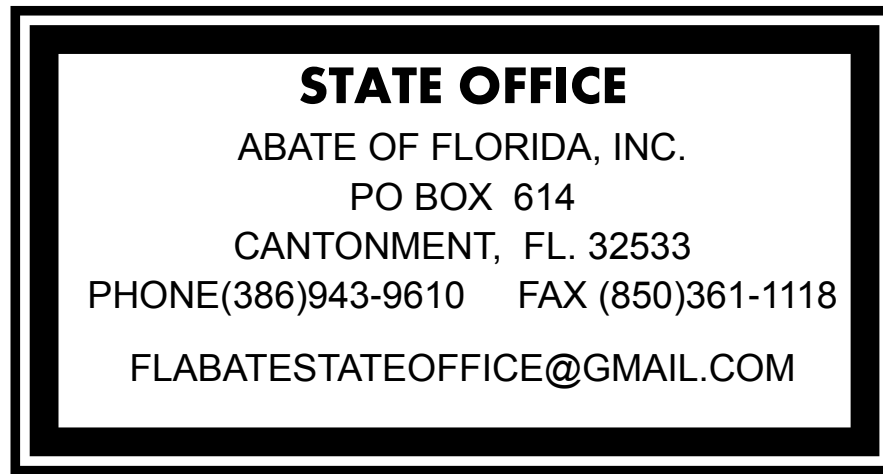 STATE OFFICE
ABATE OF FLORIDA, INC.
PO BOX 614
CANTONMENT, FL. 32533
PHONE(386)943-9610 FAX (850)361-1118
FLABATESTATEOFFICE@GMAIL.COM